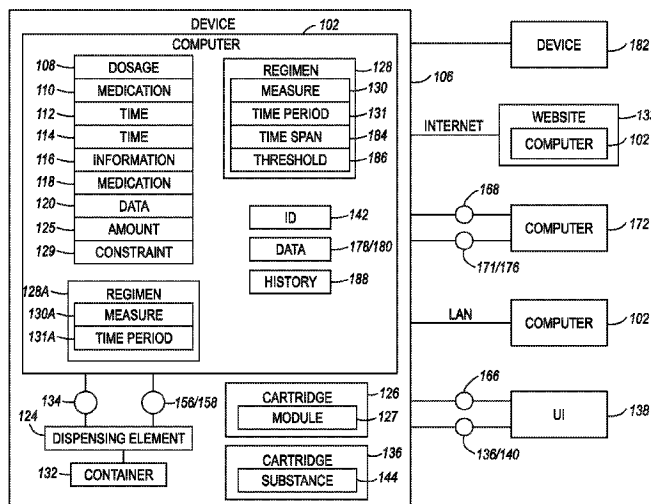 DEVICE
102
COMPUTER
108 DOSAGE
110 MEDICATION
112 TIME
114 TIME
116 INFORMATION
118 MEDICATION
120 DATA
125 AMOUNT
129 CONSTRAINT
REGIMEN 128
MEASURE 130
TIME PERIOD 131
TIME SPAN 184
THRESHOLD 186
ID 142
DATA 178/180
HISTORY 188
128A REGIMEN
130A MEASURE
131A TIME PERIOD
134
156/158
124 DISPENSING ELEMENT
132 CONTAINER
CARTRIDGE 126
MODULE 127
CARTRIDGE 136
SUBSTANCE 144
106
DEVICE 182
INTERNET
WEBSITE
COMPUTER 102
168
171/176
COMPUTER 172
LAN
COMPUTER 102
166
136/140
UI 138